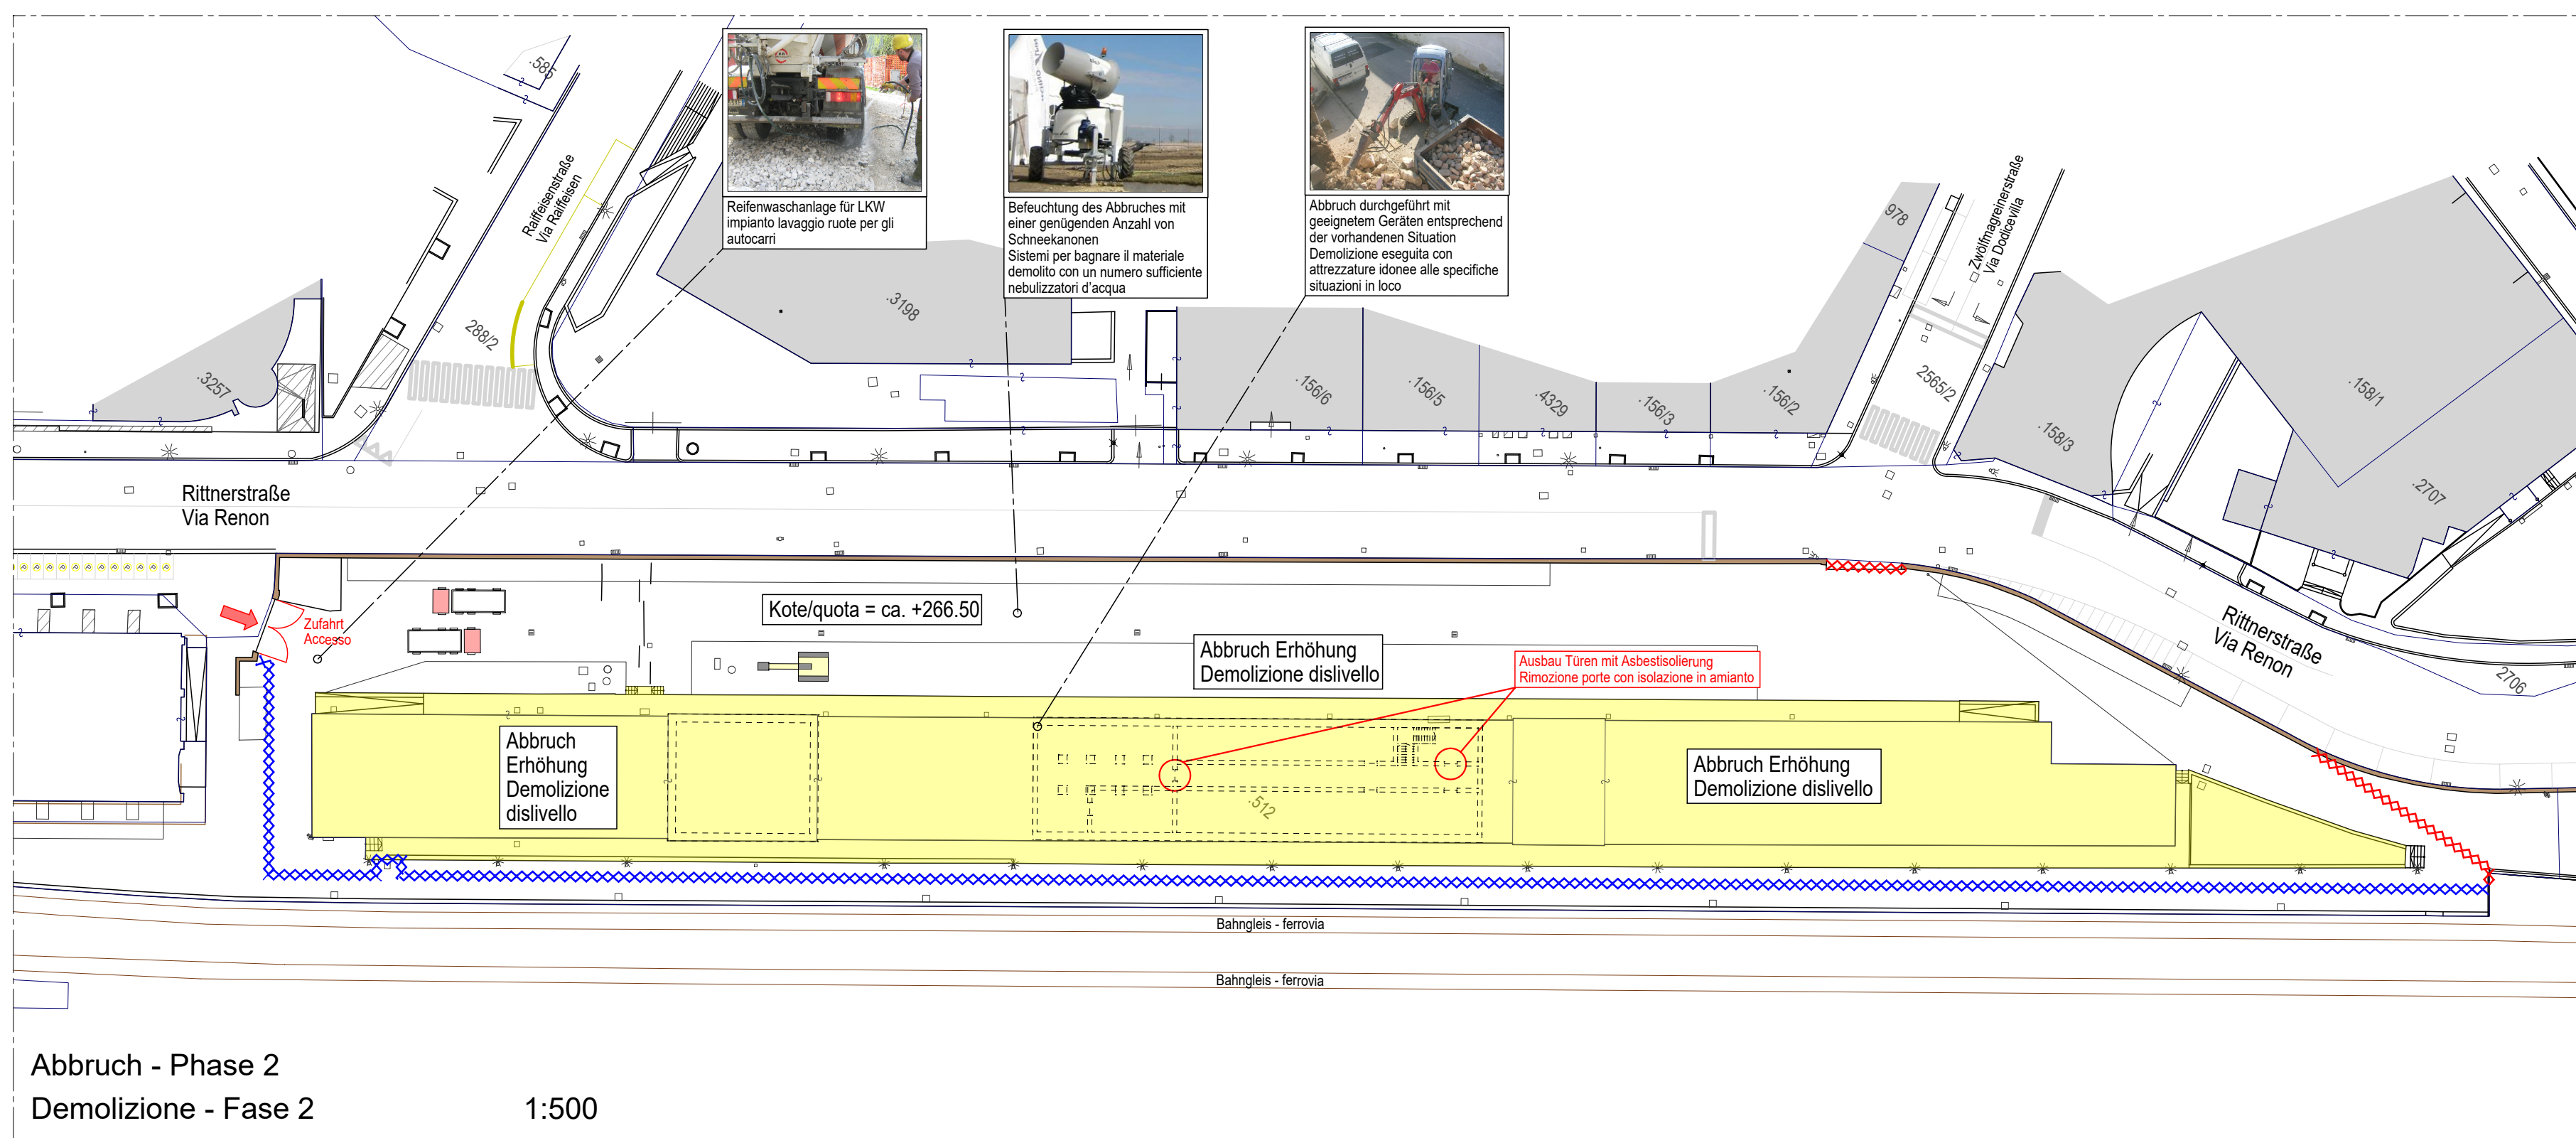 .585
Raiffeisenstraße
Via Raiffeisen
288/2
.3257
Reifenwaschanlage für LKW
impianto lavaggio ruote per gli
autocarri
Befeuchtung des Abbruches mit
einer genügenden Anzahl von
Schneekanonen
Sistemi per bagnare il materiale
demolito con un numero sufficiente
nebulizzatori d'acqua
Abbruch durchgeführt mit
geeignetem Geräten entsprechend
der vorhandenen Situation
Demolizione eseguita con
attrezzature idonee alle specifiche
situazioni in loco
.3198
.156/6
.156/5
.4329
.156/3
.156/2
978
Zwölfmagreinerstraße
Via Dodicevilla
2565/2
.158/3
.158/1
.2707
Rittnerstraße
Via Renon
Zufahrt
Accesso
Kote/quota = ca. +266.50
Abbruch Erhöhung
Demolizione dislivello
Ausbau Türen mit Asbestisolierung
Rimozione porte con isolazione in amianto
Rittnerstraße
Via Renon
2706
Abbruch
Erhöhung
Demolizione
dislivello
.512
Abbruch Erhöhung
Demolizione dislivello
Bahngleis - ferrovia
Bahngleis - ferrovia
Abbruch - Phase 2
Demolizione - Fase 2
1:500